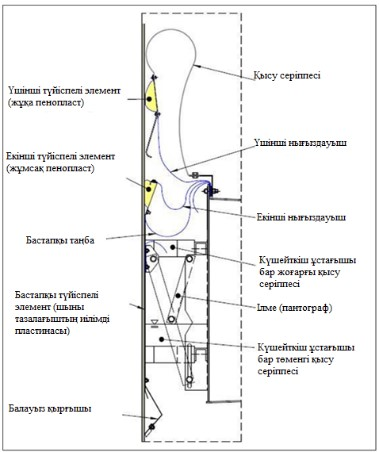 Үшінші түйіспелі элемент
(жұқа пенопласт)
Қысу серіппесі
Екінші түйіспелі элемент
(жұмсақ пенопласт)
Үшінші нығыздауыш
Екінші нығыздауыш
Бастапқы таңба
Күшейткіш ұстағышы
бар жоғарғы қысу
серіппесі
Бастапқы түйіспелі
элемент (шыны
тазалағыштың иілімді
пластинасы)
Ілме (пантограф)
Күшейткіш ұстағышы
бар төменгі қысу
серіппесі
Балауыз қырғышы